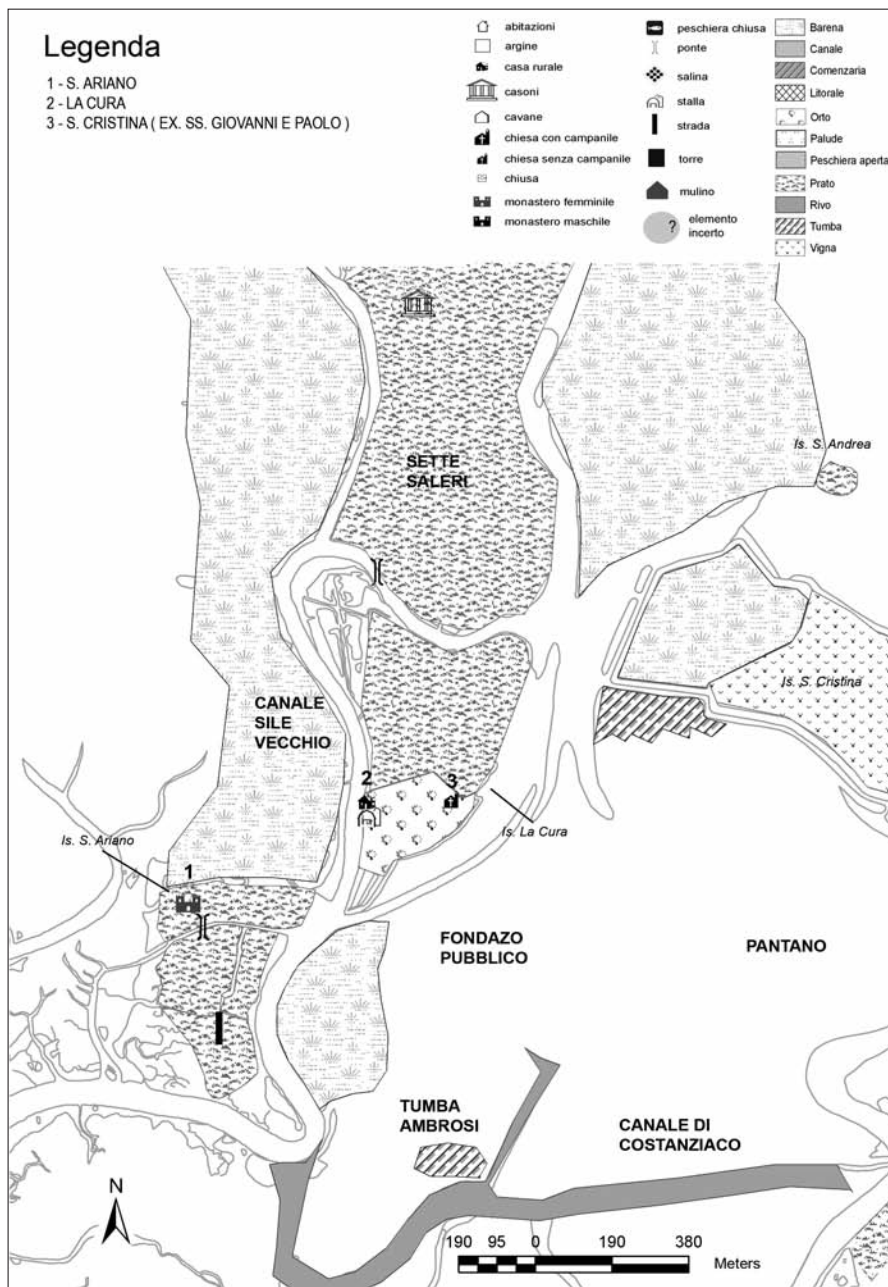 Legenda
1 - S. ARIANO
2 - LA CURA
3 - S. CRISTINA ( EX. SS. GIOVANNI E PAOLO )
abitazioni
argine
casa rurale
casoni
cavane
chiesa con campanile
chiesa senza campanile
chiusa
monastero femminile
monastero maschile
peschiera chiusa
ponte
salina
stalla
strada
torre
mulino
?
elemento
incerto
Barena
Canale
Comenzaria
Litorale
Orto
Palude
Peschiera aperta
Prato
Rivo
Tumba
Vigna
Is. S. Andrea
SETTE
SALERI
Is. S. Cristina
CANALE
SILE
VECCHIO
2
3
Is. La Cura
Is. S. Ariano
1
FONDAZO
PUBBLICO
PANTANO
TUMBA
AMBROSI
CANALE DI
COSTANZIACO
N
190 95 0 190 380
Meters